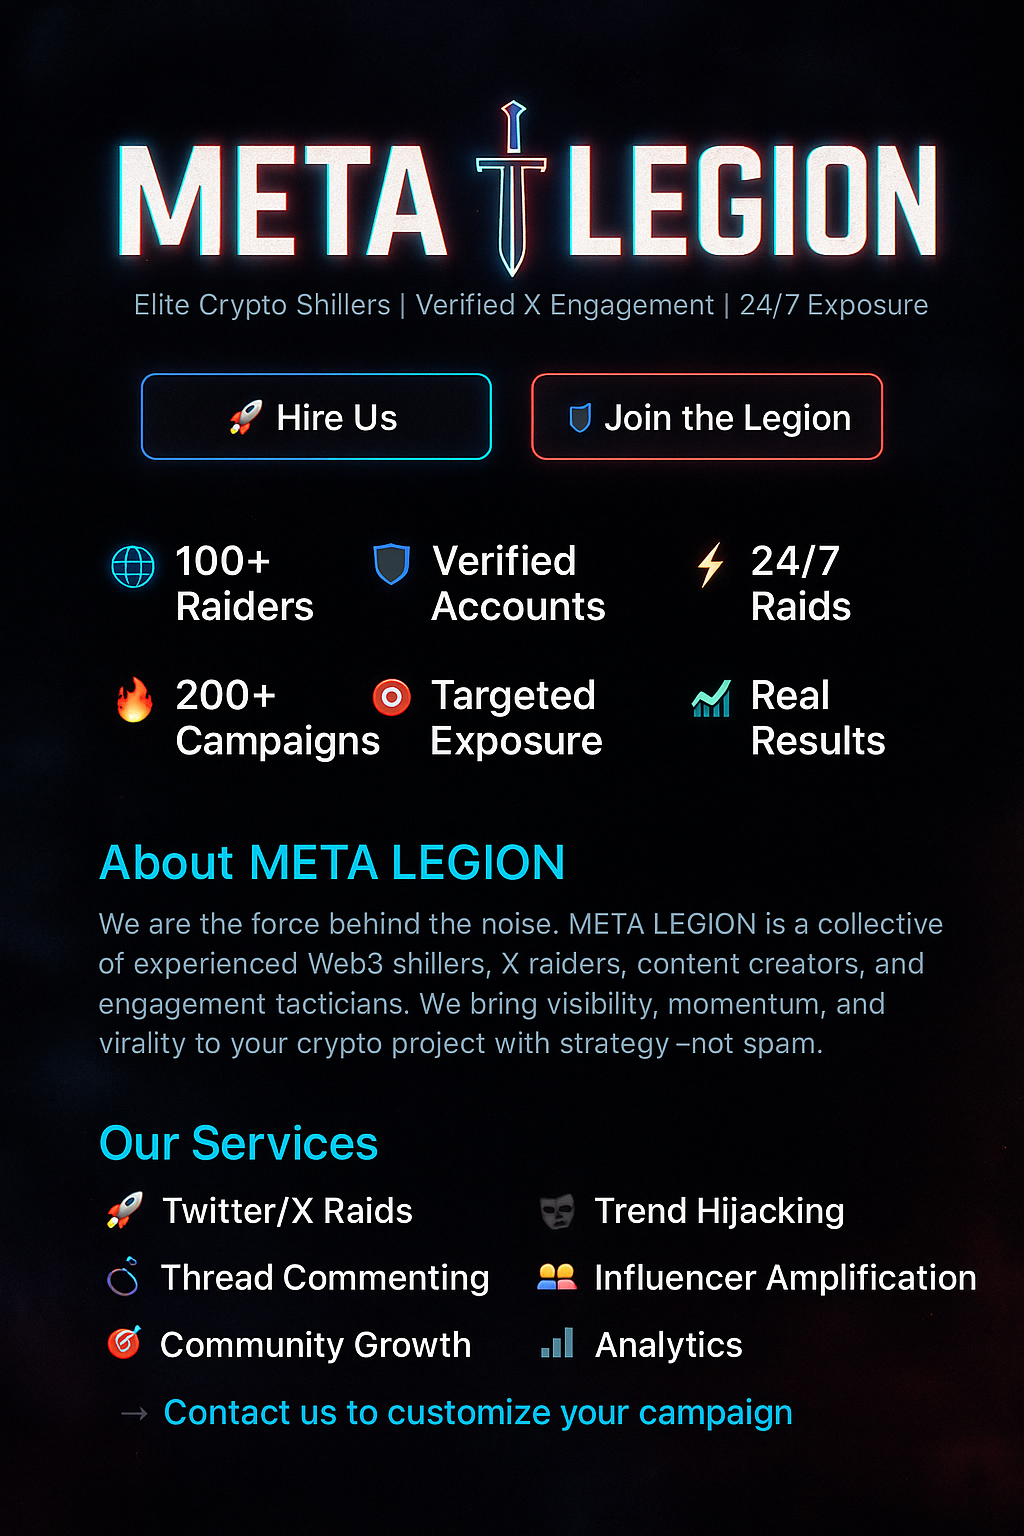 META LEGION
Elite Crypto Shillers | Verified X Engagement | 24/7 Exposure
Hire Us
Join the Legion
100+
Raiders
Verified
Accounts
24/7
Raids
200+
Campaigns
Targeted
Exposure
Real
Results
About META LEGION
We are the force behind the noise. META LEGION is a collective
of experienced Web3 shillers, X raiders, content creators, and
engagement tacticians. We bring visibility, momentum, and
virality to your crypto project with strategy –not spam.
Our Services
Twitter/X Raids
Trend Hijacking
Thread Commenting
Influencer Amplification
Community Growth
Analytics
→ Contact us to customize your campaign